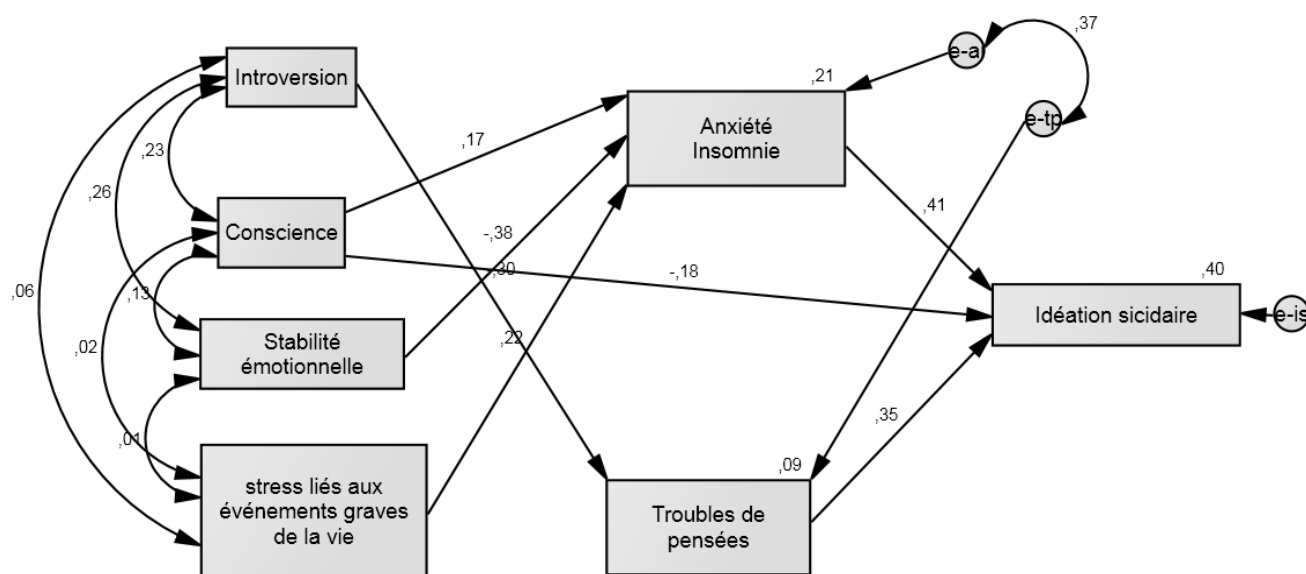 ,37
e-a
,21
Introversion
e-tp
Anxiété
Insomnie
,17
,23
,26
,41
Conscience
-,38
,30
-,18
,40
,06
,13
Idéation sicidaire
e-is
,02
Stabilité
émotionnelle
,22
,35
,01
,09
stress liés aux
événements graves
de la vie
Troubles de
pensées